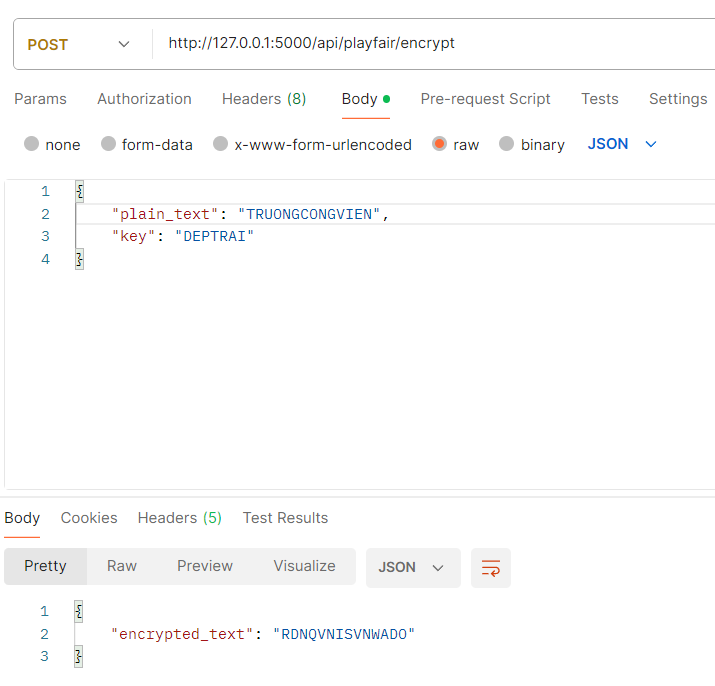 POST http://127.0.0.1:5000/api/playfair/encrypt
Params Authorization Headers (8) Body Pre-request Script Tests Settings
none form-data x-www-form-urlencoded raw binary JSON
1 {
2 "plain_text": "TRUONGCONGVIEN",
3 "key": "DEPTRAI"
4 }
Body Cookies Headers (5) Test Results
Pretty Raw Preview Visualize JSON
1 {
2 "encrypted_text": "RDNQVNISVNWADO"
3 }